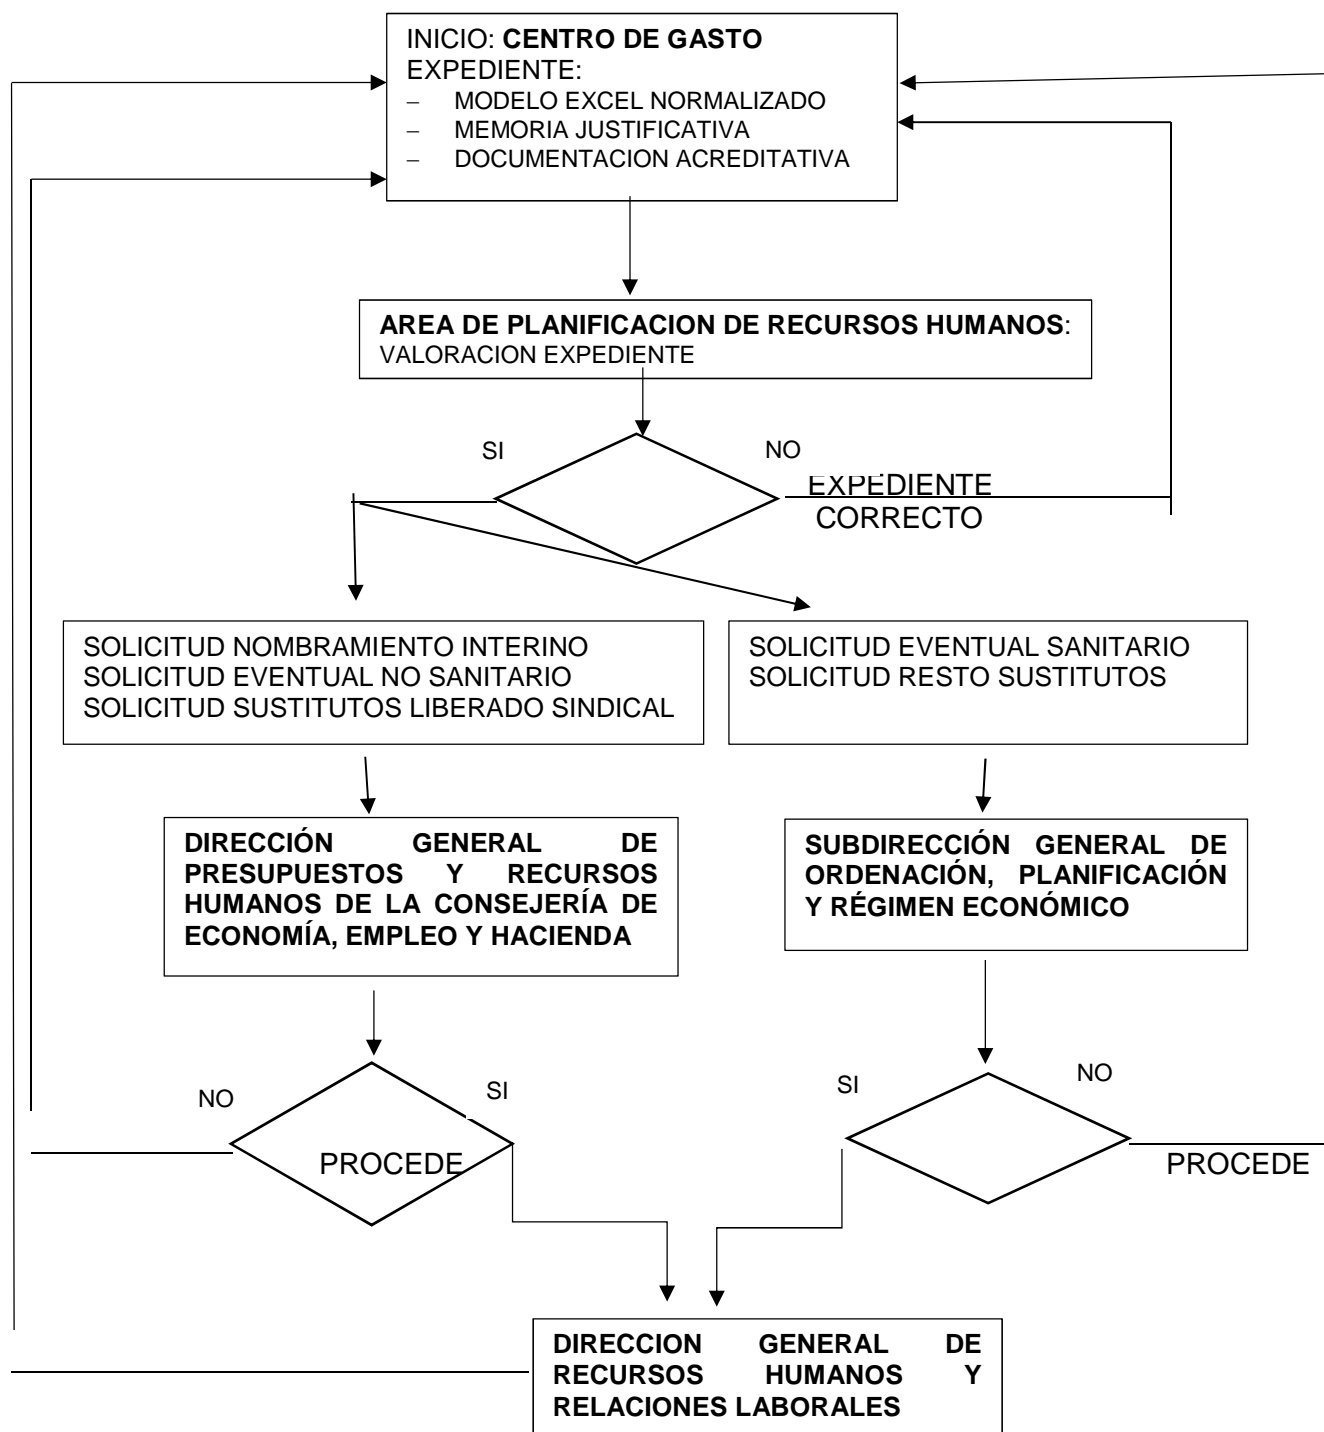 INICIO: CENTRO DE GASTO
EXPEDIENTE:
– MODELO EXCEL NORMALIZADO
– MEMORIA JUSTIFICATIVA
– DOCUMENTACION ACREDITATIVA
AREA DE PLANIFICACION DE RECURSOS HUMANOS:
VALORACION EXPEDIENTE
SI
NO
EXPEDIENTE
CORRECTO
SOLICITUD NOMBRAMIENTO INTERINO
SOLICITUD EVENTUAL NO SANITARIO
SOLICITUD SUSTITUTOS LIBERADO SINDICAL
SOLICITUD EVENTUAL SANITARIO
SOLICITUD RESTO SUSTITUTOS
DIRECCIÓN GENERAL DE
PRESUPUESTOS Y RECURSOS
HUMANOS DE LA CONSEJERÍA DE
ECONOMÍA, EMPLEO Y HACIENDA
SUBDIRECCIÓN GENERAL DE
ORDENACIÓN, PLANIFICACIÓN
Y RÉGIMEN ECONÓMICO
NO
SI
PROCEDE
SI
NO
PROCEDE
DIRECCION GENERAL DE
RECURSOS HUMANOS Y
RELACIONES LABORALES